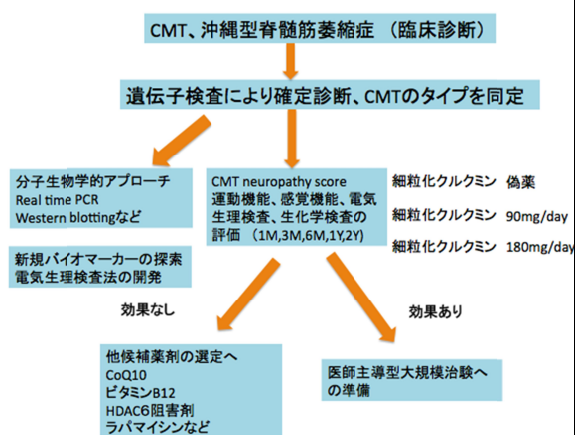 CMT、沖縄型脊髄筋萎縮症　（臨床診断）
遺伝子検査により確定診断、CMTのタイプを同定
分子生物学的アプローチ
Real time PCR
Western blottingなど
CMT neuropathy score
運動機能、感覚機能、電気
生理検査、生化学検査の
評価　（1M,3M,6M,1Y,2Y)
細粒化クルクミン　偽薬
細粒化クルクミン　90mg/day
細粒化クルクミン　180mg/day
新規バイオマーカーの探索
電気生理検査法の開発
効果なし
効果あり
他候補薬剤の選定へ
CoQ10
ビタミンB12
HDAC６阻害剤
ラパマイシンなど
医師主導型大規模治験へ
の準備